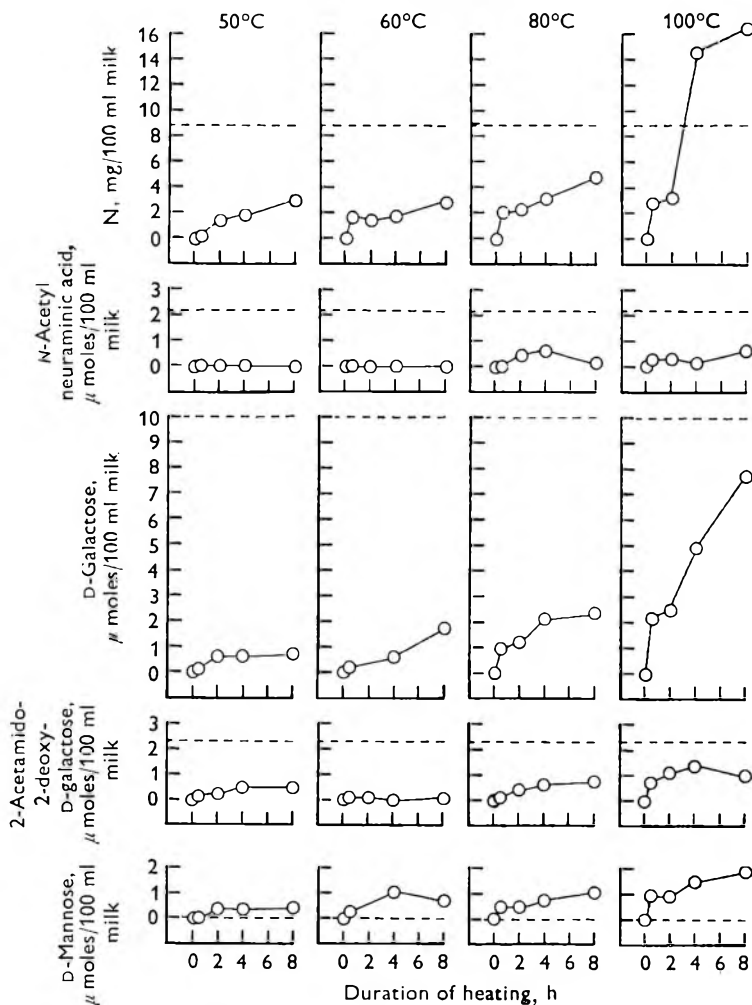 50°C 60°C 80°C 100°C
N, mg/100 ml milk
16
14
12
10
8
6
4
2
0
N-Acetyl
neuraminic acid,
μ moles/100 ml
milk
3
2
1
0
D-Galactose,
μ moles/100 ml milk
10
9
8
7
6
5
4
3
2
1
0
2-Acetamido-
2-deoxy-
D-galactose,
μ moles/100 ml
milk
3
2
1
0
D-Mannose,
μ moles/100 ml
milk
2
1
0
0 2 4 6 8 0 2 4 6 8 0 2 4 6 8 0 2 4 6 8
Duration of heating, h